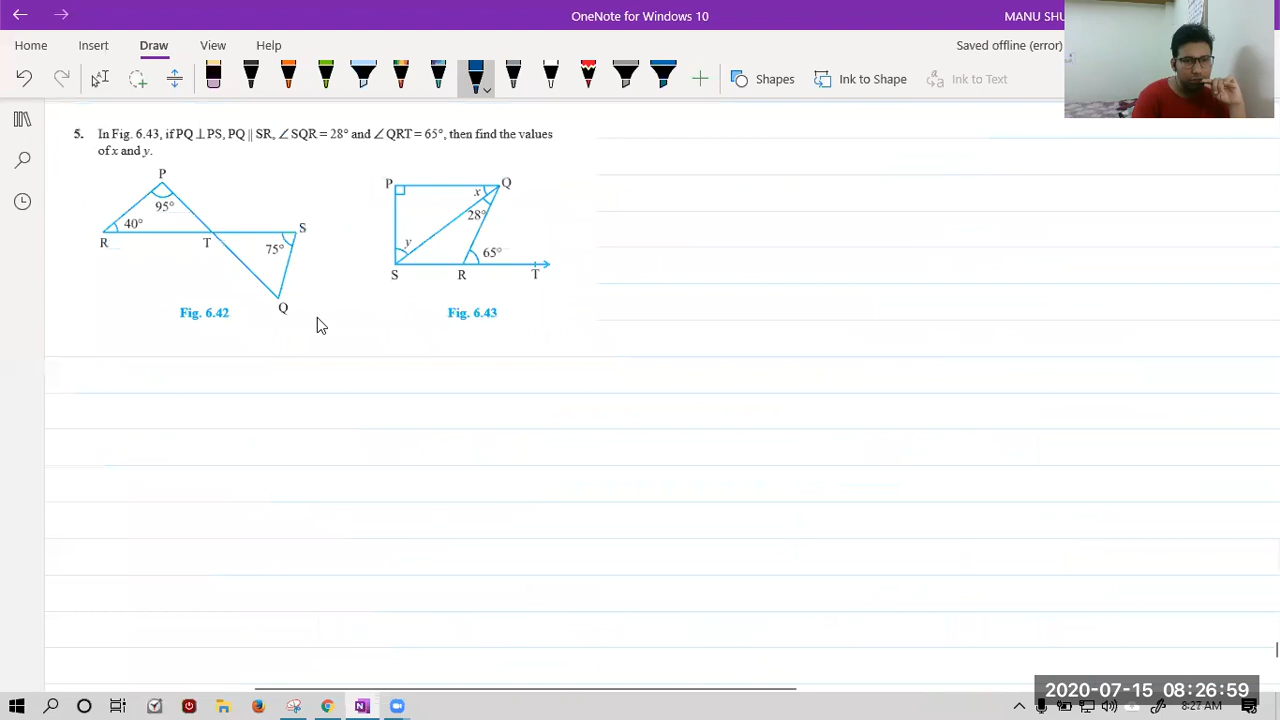 OneNote for Windows 10
MANU SHU
Home
Insert
Draw
View
Help
Saved offline (error)
Shapes
Ink to Shape
Ink to Text
5. In Fig. 6.43, if PQ ⊥ PS, PQ || SR, ∠ SQR = 28° and ∠ QRT = 65°, then find the values
of x and y.
P
95°
40°
R
T
S
75°
Q
Fig. 6.42
P
Q
x
28°
y
65°
S
R
T
Fig. 6.43
2020-07-15 08:26:59
8:27 AM